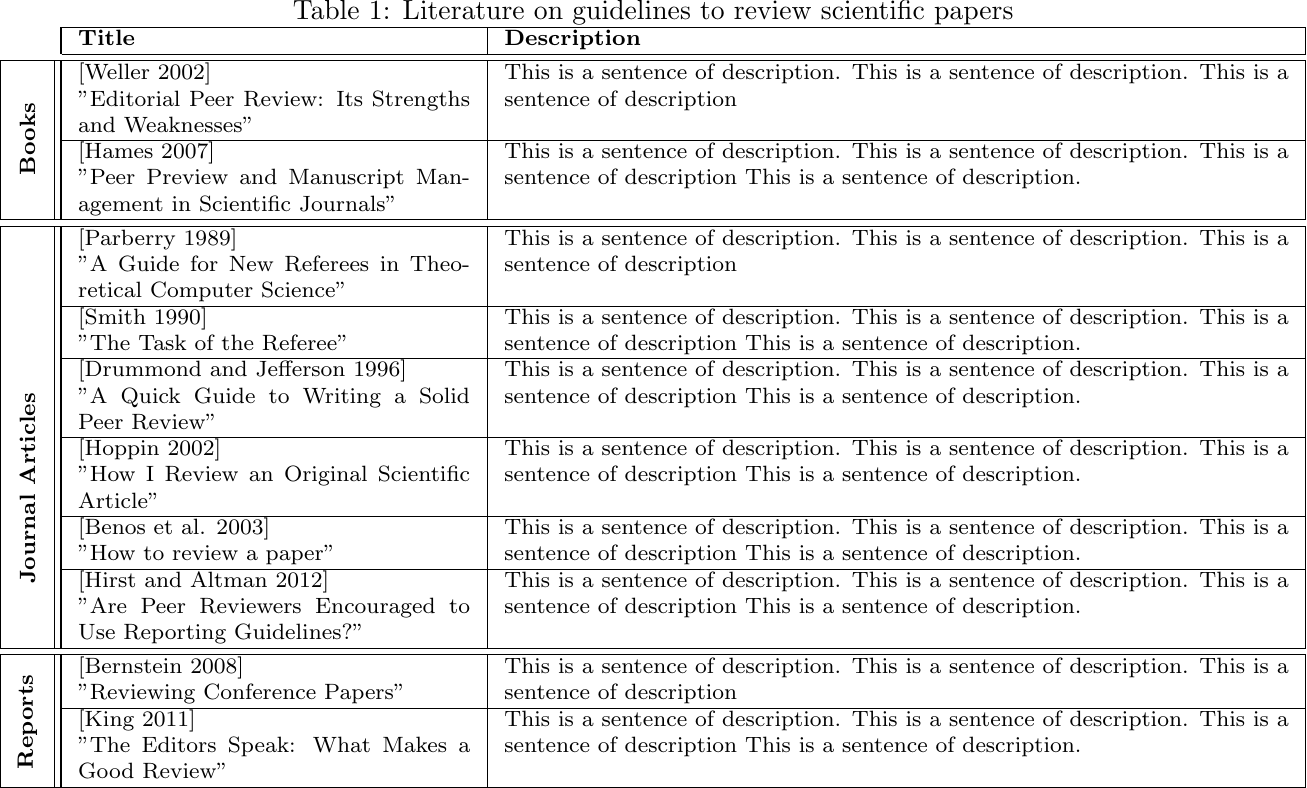 Table 1: Literature on guidelines to review scientific papers
Title Description
Books
[Weller 2002]
”Editorial Peer Review: Its Strengths
and Weaknesses”
This is a sentence of description. This is a sentence of description. This is a
sentence of description
[Hames 2007]
”Peer Preview and Manuscript Man-
agement in Scientific Journals”
This is a sentence of description. This is a sentence of description. This is a
sentence of description This is a sentence of description.
Journal Articles
[Parberry 1989]
”A Guide for New Referees in Theo-
retical Computer Science”
This is a sentence of description. This is a sentence of description. This is a
sentence of description
[Smith 1990]
”The Task of the Referee”
This is a sentence of description. This is a sentence of description. This is a
sentence of description This is a sentence of description.
[Drummond and Jefferson 1996]
”A Quick Guide to Writing a Solid
Peer Review”
This is a sentence of description. This is a sentence of description. This is a
sentence of description This is a sentence of description.
[Hoppin 2002]
”How I Review an Original Scientific
Article”
This is a sentence of description. This is a sentence of description. This is a
sentence of description This is a sentence of description.
[Benos et al. 2003]
”How to review a paper”
This is a sentence of description. This is a sentence of description. This is a
sentence of description This is a sentence of description.
[Hirst and Altman 2012]
”Are Peer Reviewers Encouraged to
Use Reporting Guidelines?”
This is a sentence of description. This is a sentence of description. This is a
sentence of description This is a sentence of description.
Reports
[Bernstein 2008]
”Reviewing Conference Papers”
This is a sentence of description. This is a sentence of description. This is a
sentence of description
[King 2011]
”The Editors Speak: What Makes a
Good Review”
This is a sentence of description. This is a sentence of description. This is a
sentence of description This is a sentence of description.